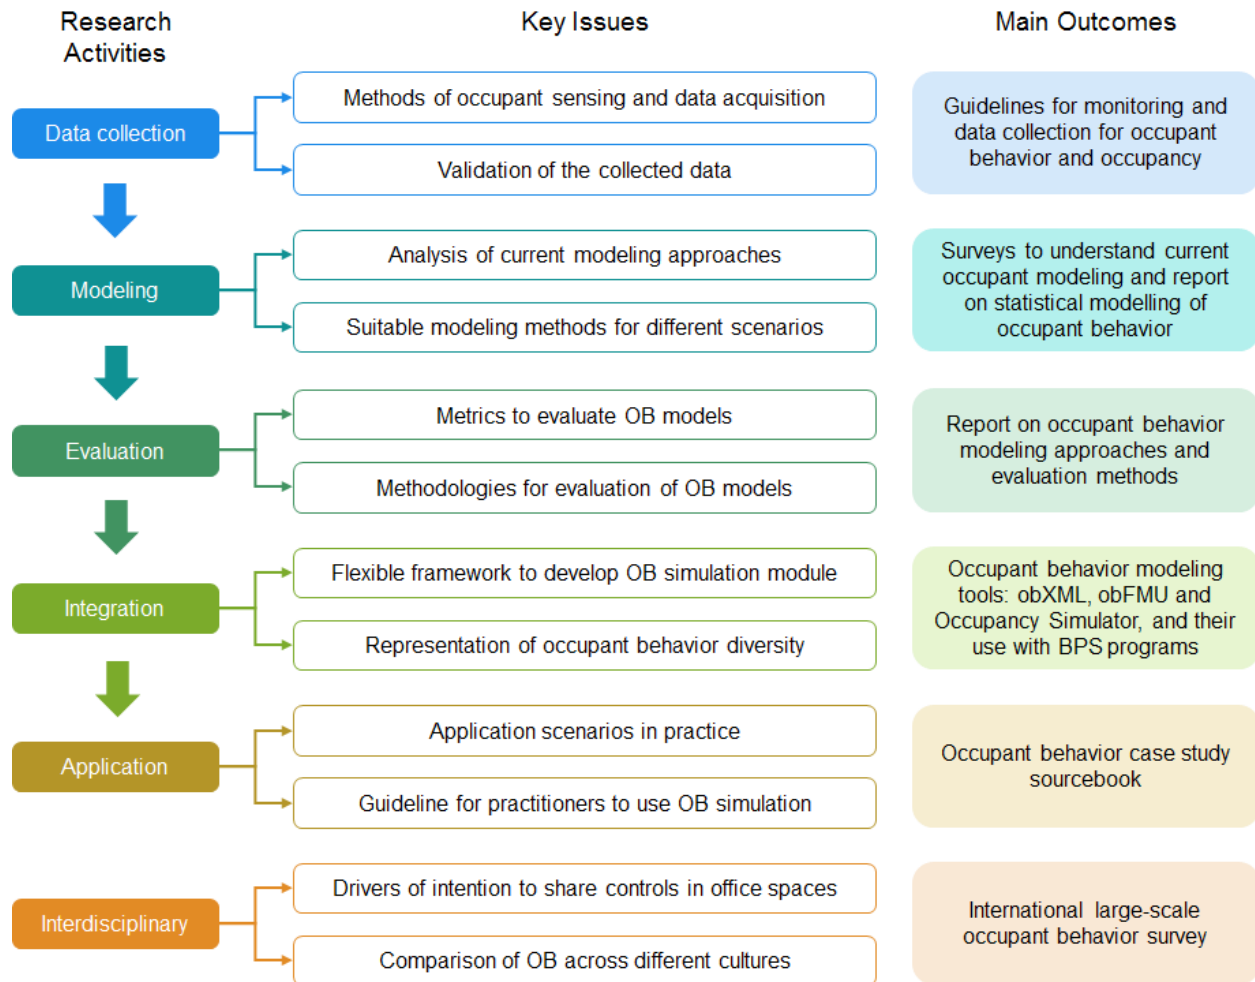 Research
Activities
Key Issues
Main Outcomes
Data collection
Methods of occupant sensing and data acquisition
Validation of the collected data
Guidelines for monitoring and
data collection for occupant
behavior and occupancy
Modeling
Analysis of current modeling approaches
Suitable modeling methods for different scenarios
Surveys to understand current
occupant modeling and report
on statistical modelling of
occupant behavior
Evaluation
Metrics to evaluate OB models
Methodologies for evaluation of OB models
Report on occupant behavior
modeling approaches and
evaluation methods
Integration
Flexible framework to develop OB simulation module
Representation of occupant behavior diversity
Occupant behavior modeling
tools: obXML, obFMU and
Occupancy Simulator, and their
use with BPS programs
Application
Application scenarios in practice
Guideline for practitioners to use OB simulation
Occupant behavior case study
sourcebook
Interdisciplinary
Drivers of intention to share controls in office spaces
Comparison of OB across different cultures
International large-scale
occupant behavior survey